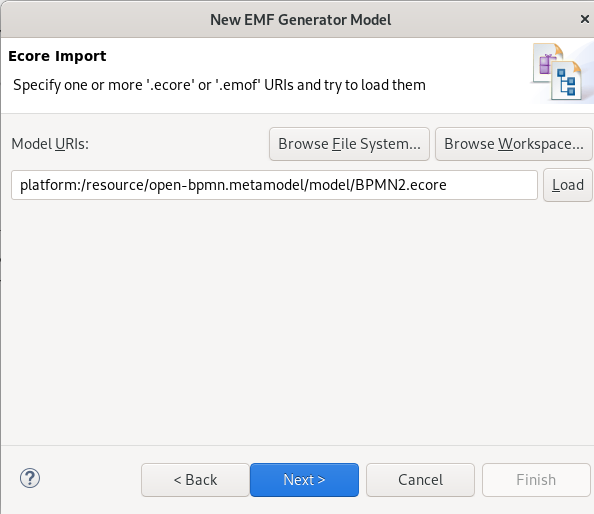 New EMF Generator Model
Ecore Import
Specify one or more '.ecore' or '.emof' URIs and try to load them
Model URIs:
Browse File System...
Browse Workspace...
platform:/resource/open-bpmn.metamodel/model/BPMN2.ecore
Load
< Back
Next >
Cancel
Finish